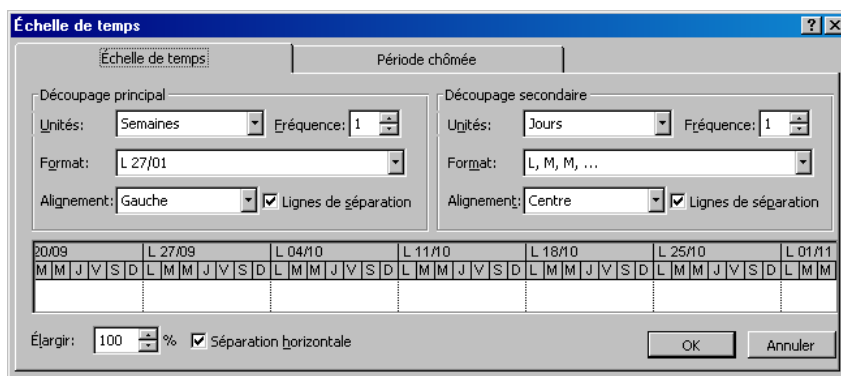 Échelle de temps
Échelle de temps Période chômée
Découpage principal Découpage secondaire
Unités: Semaines Fréquence: 1 Unités: Jours Fréquence: 1
Format: L 27/01 Format: L, M, M, ...
Alignement: Gauche Lignes de séparation Alignement: Centre Lignes de séparation
20/09 L 27/09 L 04/10 L 11/10 L 18/10 L 25/10 L 01/11
M M J V S D L M M J V S D L M M J V S D L M M J V S D L M M J V S D L M M J V S D L M M
Élargir: 100 % Séparation horizontale OK Annuler